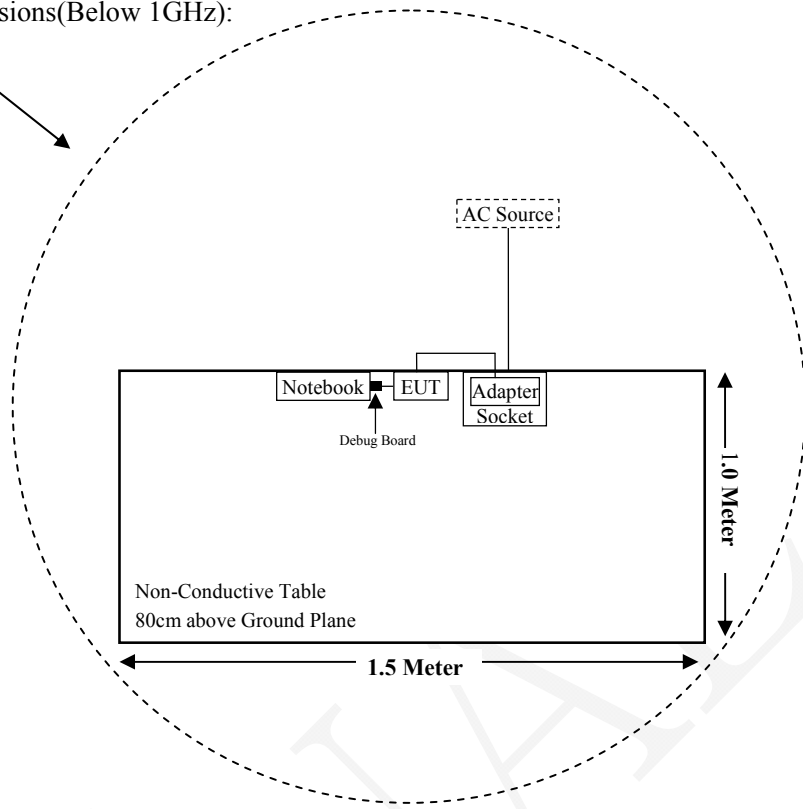 sions(Below 1GHz):
AC Source
Notebook
EUT
Adapter
Socket
Debug Board
1.0 Meter
Non-Conductive Table
80cm above Ground Plane
1.5 Meter